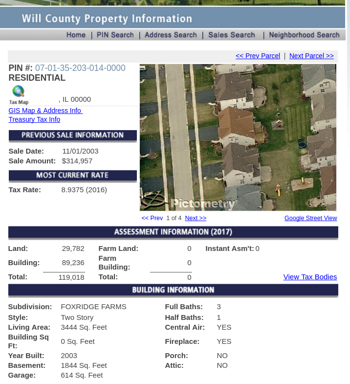 Will County Property Information
Home | PIN Search | Address Search | Sales Search | Neighborhood Search
<< Prev Parcel | Next Parcel >>
PIN #: 07-01-35-203-014-0000
RESIDENTIAL
Tax Map
, IL 00000
GIS Map & Address Info
Treasury Tax Info
PREVIOUS SALE INFORMATION
Sale Date: 11/01/2003
Sale Amount: $314,957
MOST CURRENT RATE
Tax Rate: 8.9375 (2016)
Pictometry
<< Prev 1 of 4 Next >>
Google Street View
ASSESSMENT INFORMATION (2017)
Land: 29,782 Farm Land: 0 Instant Asm't: 0
Building: 89,236 Farm Building: 0
Total: 119,018 Total: 0 View Tax Bodies
BUILDING INFORMATION
Subdivision: FOXRIDGE FARMS Full Baths: 3
Style: Two Story Half Baths: 1
Living Area: 3444 Sq. Feet Central Air: YES
Building Sq Ft: 0 Sq. Feet Fireplace: YES
Year Built: 2003 Porch: NO
Basement: 1844 Sq. Feet Attic: NO
Garage: 614 Sq. Feet